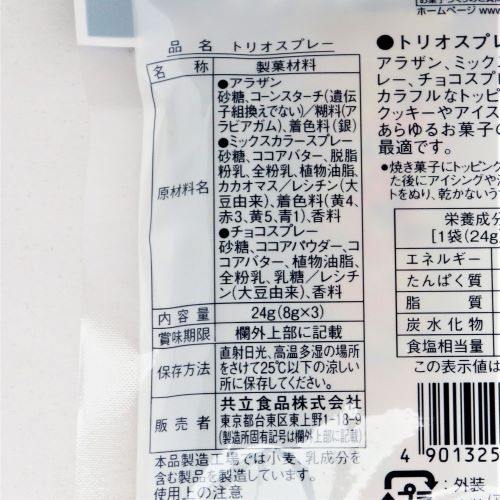 ホームページ www
品名 トリオスプレー
名称 製菓材料
原材料名
●アラザン
砂糖、コーンスターチ(遺伝
子組換えでない)/糊料(ア
ラビアガム)、着色料(銀)
●ミックスカラースプレー
砂糖、ココアバター、脱脂
粉乳、全粉乳、植物油脂、
カカオマス/レシチン(大
豆由来)、着色料(黄4、
赤3、黄5、青1)、香料
●チョコスプレー
砂糖、ココアパウダー、コ
コアバター、植物油脂、
全粉乳、乳糖/レシチ
ン(大豆由来)、香料
内容量 24g(8g×3)
賞味期限 欄外上部に記載
保存方法
直射日光、高温多湿の場所
をさけて25℃以下の涼しい
所に保存してください。
販売者
共立食品株式会社
東京都台東区東上野1-18-9
(製造所固有記号は欄外上部に記載)
本品製造工場では小麦、乳成分を
含む製品を製造しています。
使用上の注意
●トリオスプレ
アラザン、ミックス
レー、チョコスプレ
カラフルなトッピ
クッキーやアイス
あらゆるお菓子の
最適です。
●焼き菓子にトッピング
た後にアイシングや
トをぬり、乾かないう
栄養成分
[1袋(24g
エネルギー
たんぱく質
脂質
炭水化物
食塩相当量
この表示値は
4 901325
外装